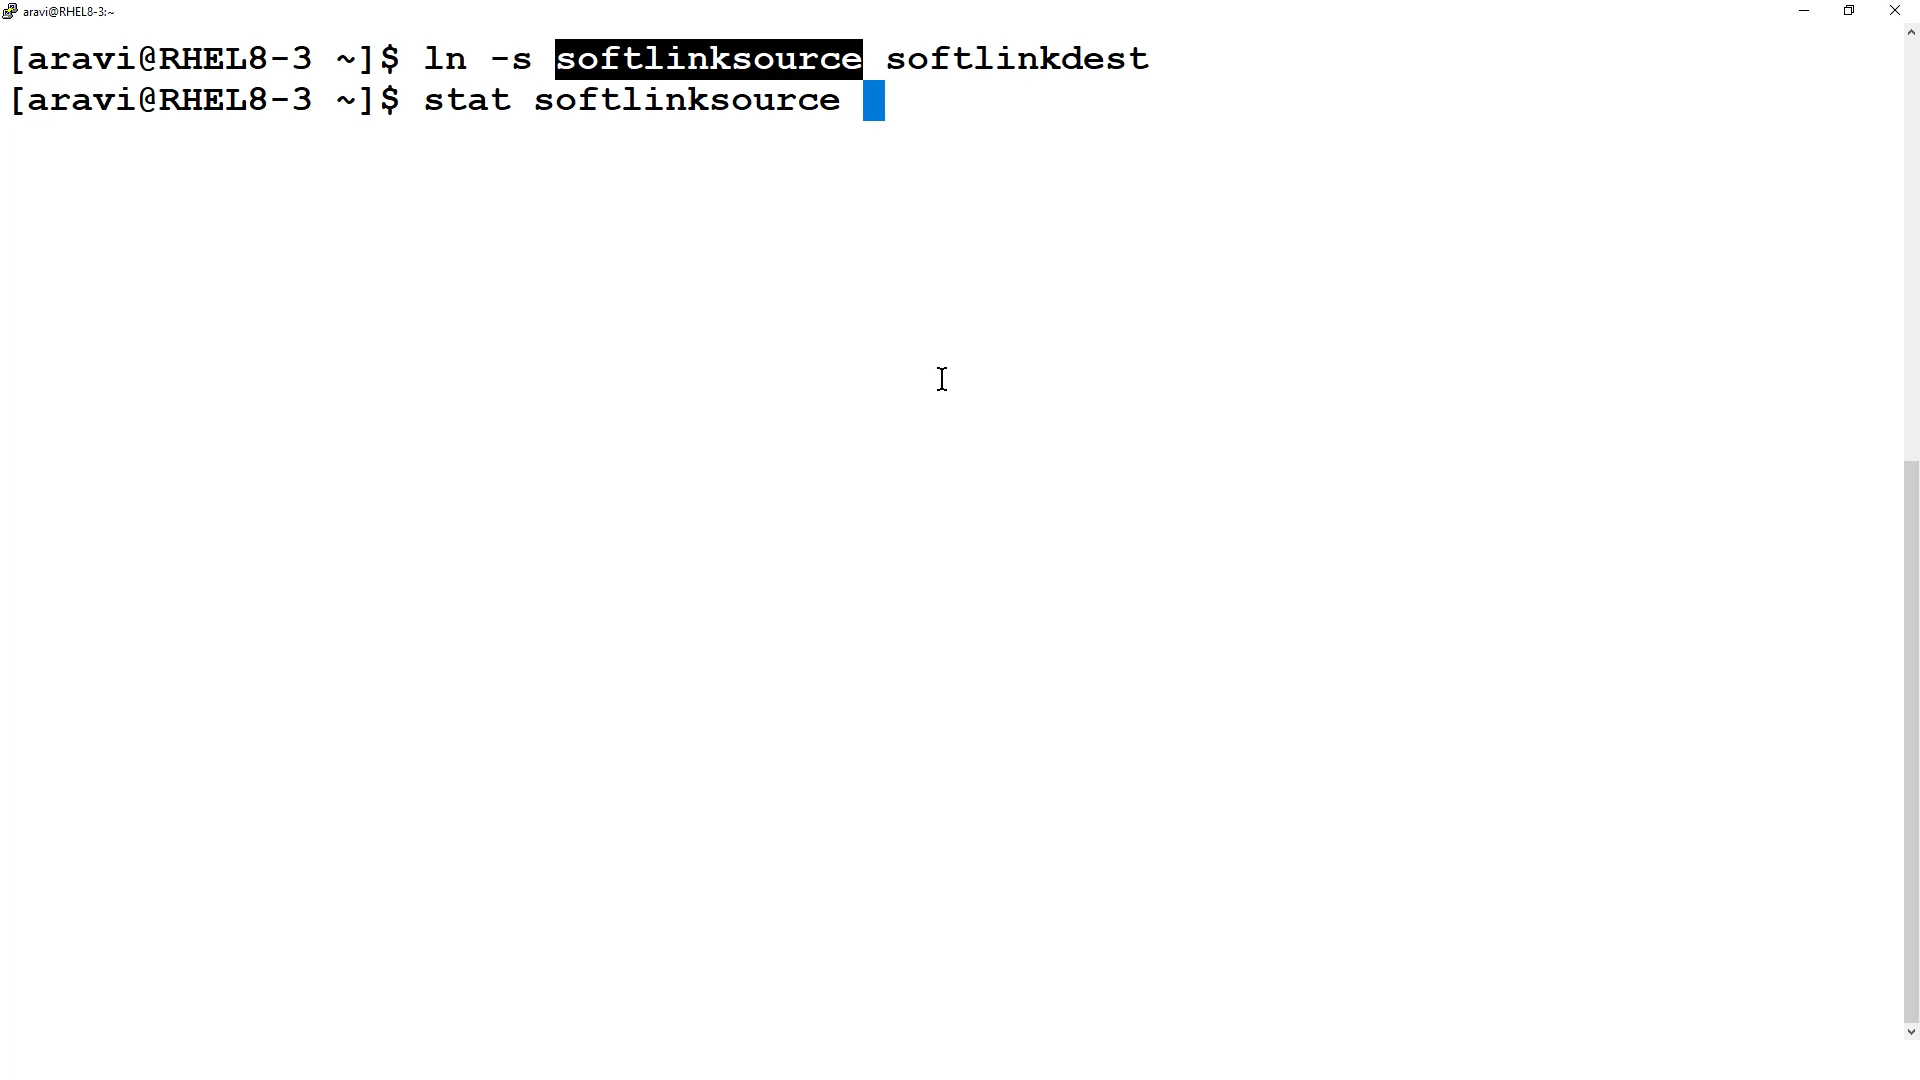 aravi@RHEL8-3:~
[aravi@RHEL8-3 ~]$ ln -s softlinksource softlinkdest
[aravi@RHEL8-3 ~]$ stat softlinksource